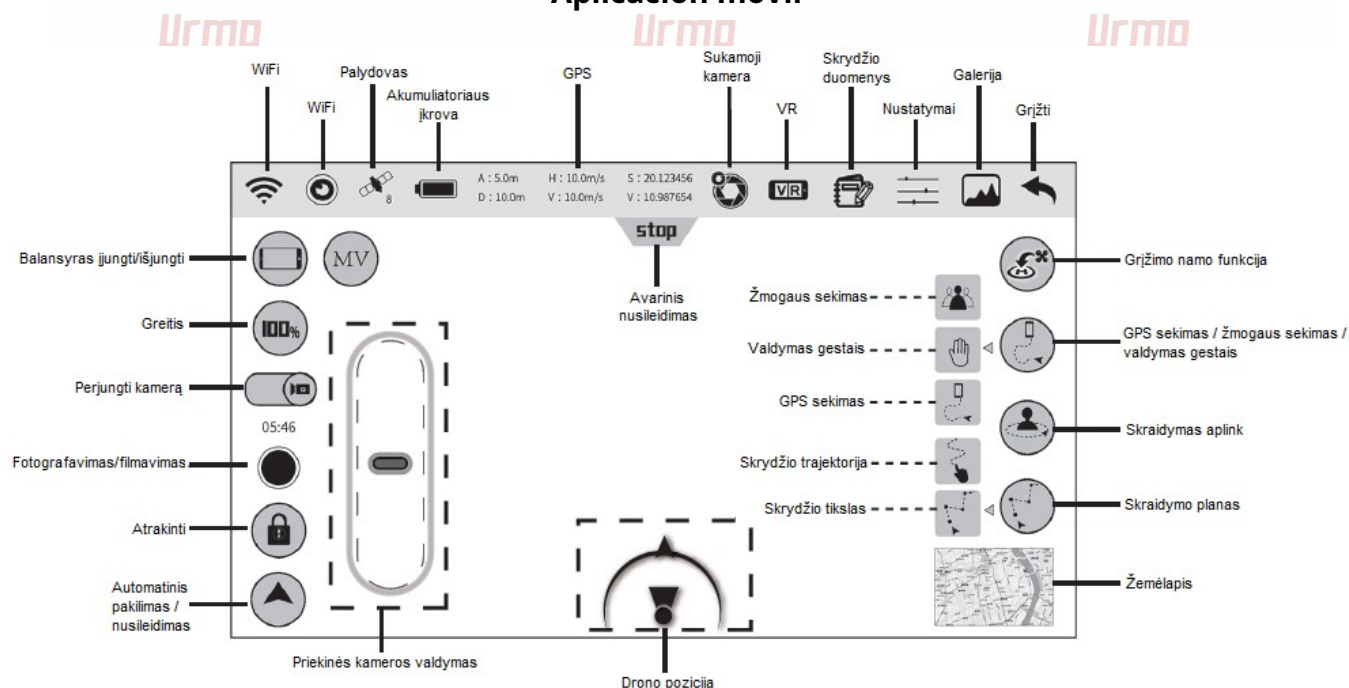 Aplicación móvil
Urmo Urmo Urmo
WiFi
WiFi
Palydovas
Akumuliatoriaus
įkrova
GPS
Sukamoji
kamera
VR
Skrydžio
duomenys
Nustatymai
Galerija
Grįžti
8
A : 5.0m H : 10.0m/s S : 20.123456
D : 10.0m V : 10.0m/s V : 10.987654
VR
stop
Avarinis
nusileidimas
Balansyras įjungti/išjungti
MV
Greitis
100%
Perjungti kamerą
05:46
Fotografavimas/filmavimas
Atrakinti
Automatinis
pakilimas /
nusileidimas
Priekinės kameros valdymas
Drono pozicija
Žmogaus sekimas
Valdymas gestais
GPS sekimas
Skrydžio trajektorija
Skrydžio tikslas
Grįžimo namo funkcija
GPS sekimas / žmogaus sekimas /
valdymas gestais
Skraidymas aplink
Skraidymo planas
Žemėlapis